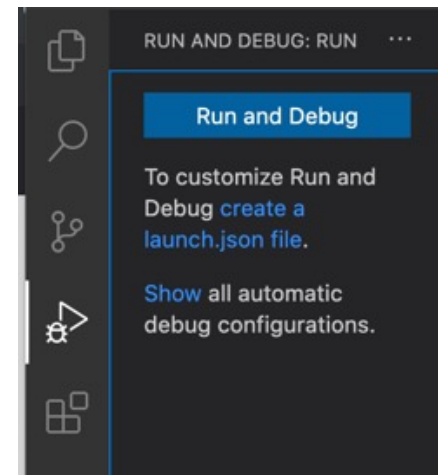 RUN AND DEBUG: RUN ···
Run and Debug
To customize Run and
Debug create a
launch.json file.
Show all automatic
debug configurations.